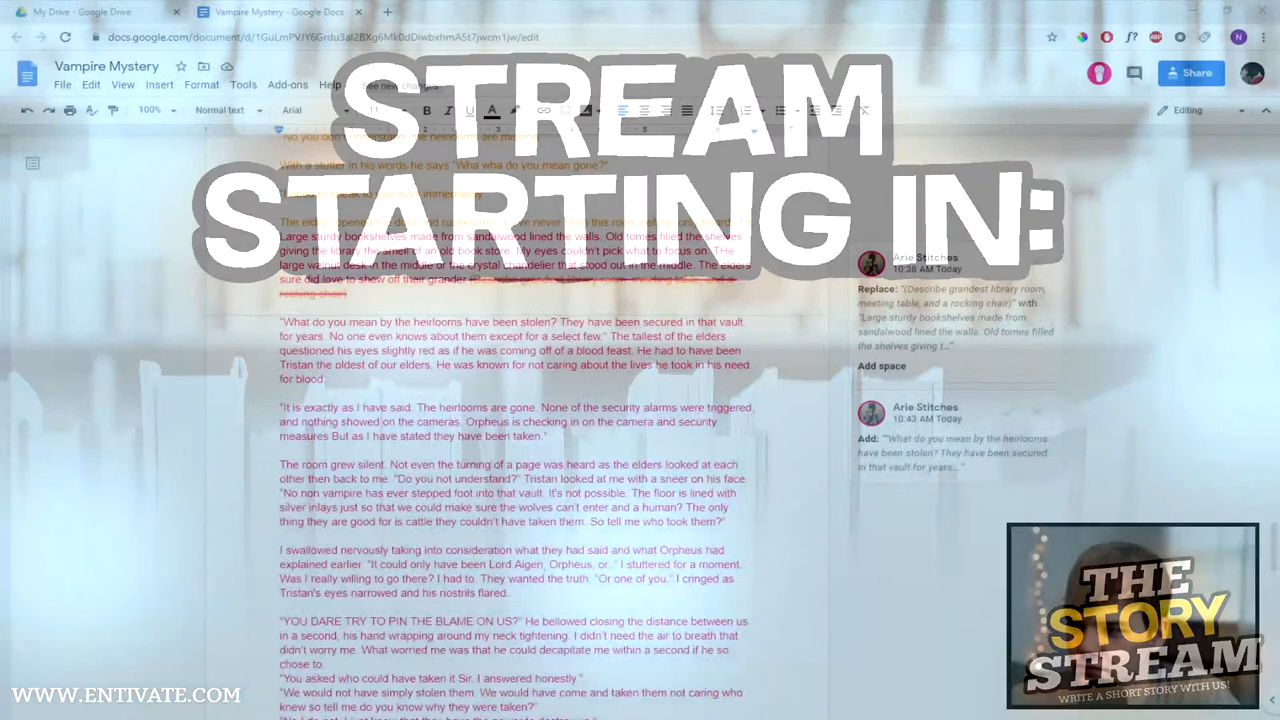 My Drive - Google Drive
Vampire Mystery - Google Docs
docs.google.com/document/d/
/edit
Vampire Mystery
File Edit View Insert Format Tools Add-ons Help See new changes
Share
100% Normal text Arial 11
Editing
STREAM
STARTING IN:
With a stutter in his words he says "Wha wha do you mean gone?"
Large sturdy bookshelves made from sandalwood lined the walls. Old tomes filled the shelves
giving the library the smell of an old book store. My eyes couldn't pick what to focus on. THe
large walnut desk in the middle or the crystal chandelier that stood out in the middle. The elders
sure did love to show off their grander (Describe grandest library room, meeting table, and a
rocking chair)
"What do you mean by the heirlooms have been stolen? They have been secured in that vault
for years. No one even knows about them except for a select few." The tallest of the elders
questioned his eyes slightly red as if he was coming off of a blood feast. He had to have been
Tristan the oldest of our elders. He was known for not caring about the lives he took in his need
for blood.
"It is exactly as I have said. The heirlooms are gone. None of the security alarms were triggered,
and nothing showed on the cameras. Orpheus is checking in on the camera and security
measures But as I have stated they have been taken."
The room grew silent. Not even the turning of a page was heard as the elders looked at each
other then back to me. "Do you not understand?" Tristan looked at me with a sneer on his face.
"No non vampire has ever stepped foot into that vault. It's not possible. The floor is lined with
silver inlays just so that we could make sure the wolves can't enter and a human? The only
thing they are good for is cattle they couldn't have taken them. So tell me who took them?"
I swallowed nervously taking into consideration what they had said and what Orpheus had
explained earlier. "It could only have been Lord Aigen, Orpheus, or..." I stuttered for a moment.
Was I really willing to go there? I had to. They wanted the truth. "Or one of you." I cringed as
Tristan's eyes narrowed and his nostrils flared.
"YOU DARE TRY TO PIN THE BLAME ON US?" He bellowed closing the distance between us
in a second, his hand wrapping around my neck tightening. I didn't need the air to breath that
didn't worry me. What worried me was that he could decapitate me within a second if he so
chose to.
"You asked who could have taken it Sir. I answered honestly."
"We would not have simply stolen them. We would have come and taken them not caring who
knew so tell me do you know why they were taken?"
Arie Stitches
10:38 AM Today
Replace: "(Describe grandest library room,
meeting table, and a rocking chair)" with
"Large sturdy bookshelves made from
sandalwood lined the walls. Old tomes filled
the shelves giving t..."
Add space
Arie Stitches
10:43 AM Today
Add: ""What do you mean by the heirlooms
have been stolen? They have been secured
in that vault for years..."
THE
STORY
STREAM
WRITE A SHORT STORY WITH US!
WWW.ENTIVATE.COM